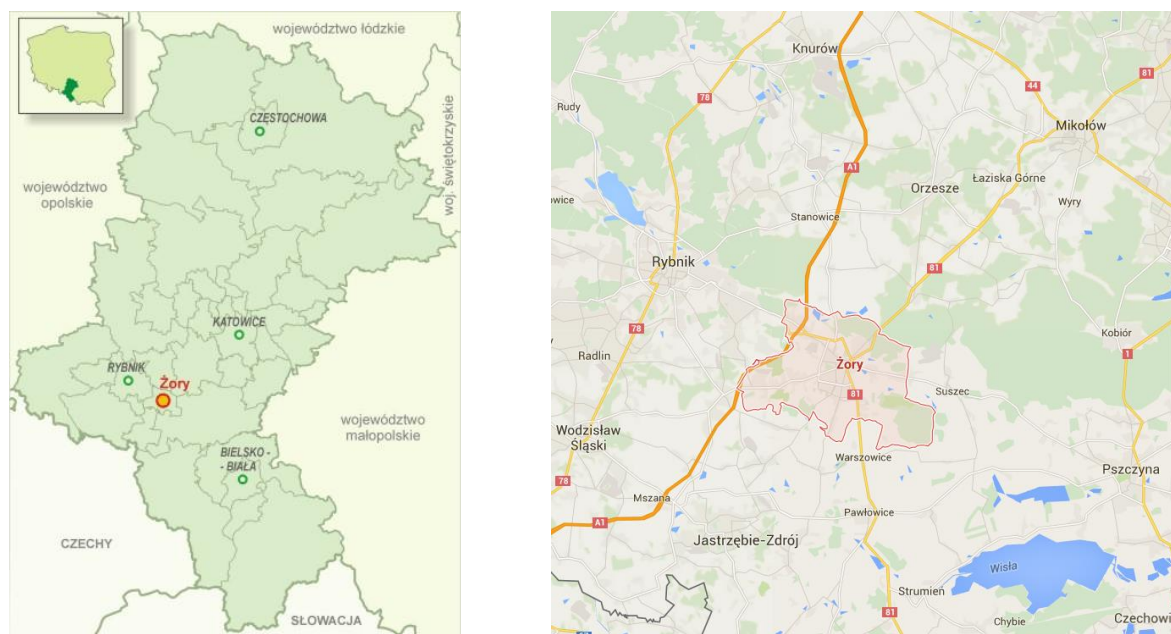 województwo łódzkie
CZĘSTOCHOWA
województwo
opolskie
woj. świętokrzyskie
KATOWICE
RYBNIK
Żory
województwo
małopolskie
BIELSKO -
- BIAŁA
CZECHY
SŁOWACJA
Knurów
81
44
78
Rudy
Mikołów
A1
Łaziska Górne
Orzesze
Wyry
Stanowice
Rybnik
81
78
Kobiór
Radlin
1
Żory
Suszec
81
Wodzisław
Śląski
Warszowice
Pszczyna
78
Mszana
Pawłowice
A1
Jastrzębie-Zdrój
Wisła
Strumień
81
Chybie